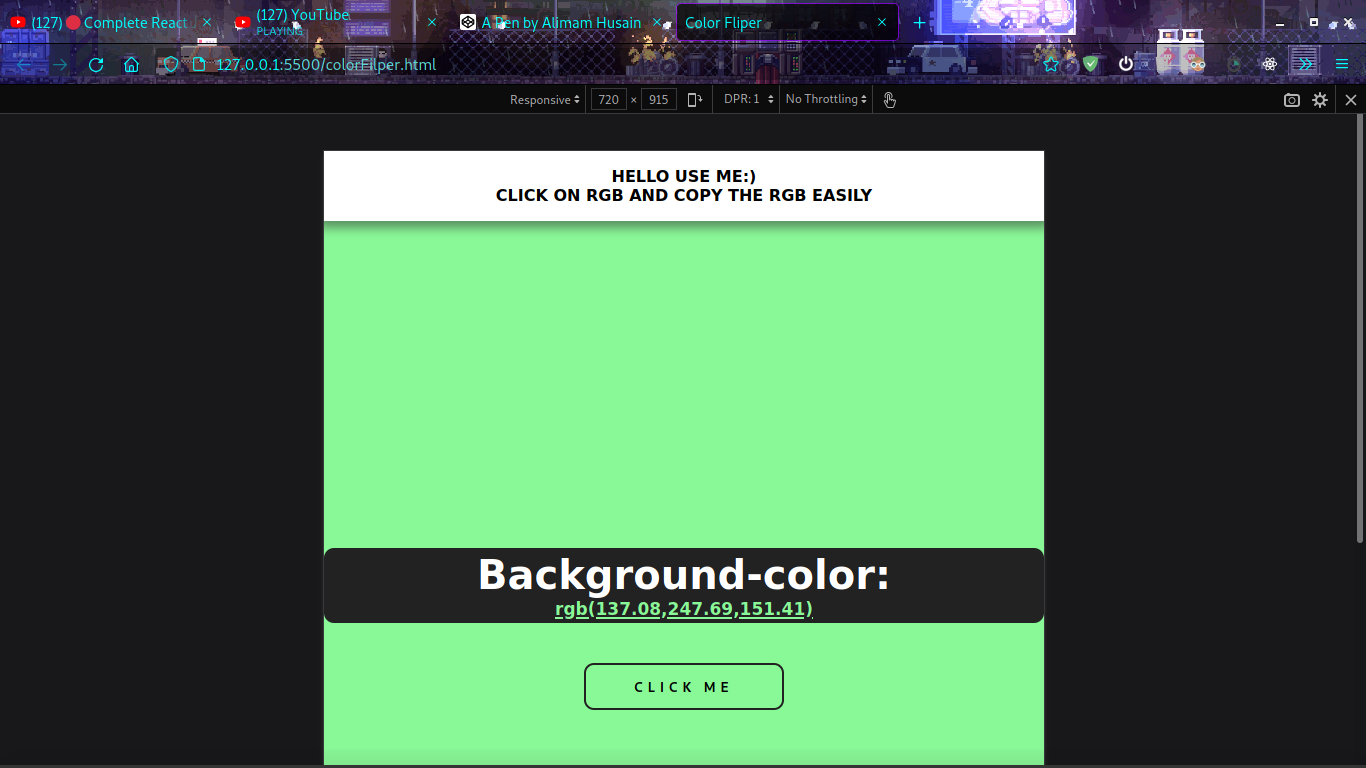 (127) 🔴 Complete React
(127) YouTube
PLAYING
A Pen by Alimam Husain
Color Fliper
127.0.0.1:5500/colorFilper.html
Responsive
720 × 915
DPR: 1
No Throttling
HELLO USE ME:)
CLICK ON RGB AND COPY THE RGB EASILY
Background-color:
rgb(137.08,247.69,151.41)
CLICK ME